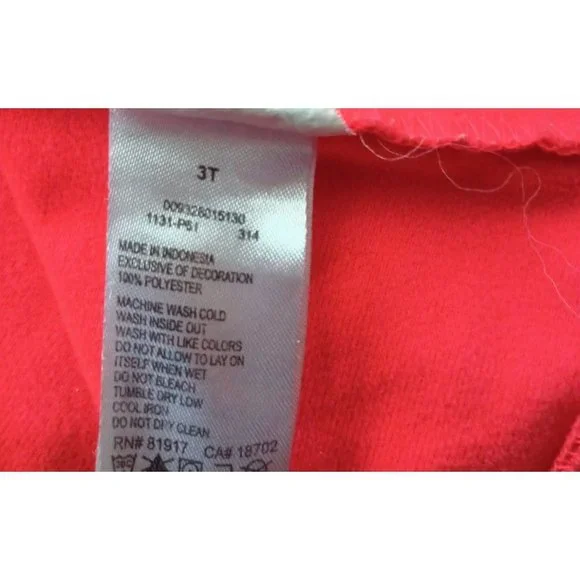 3T
009328015130
1131-P51 314
MADE IN INDONESIA
EXCLUSIVE OF DECORATION
100% POLYESTER
MACHINE WASH COLD
WASH INSIDE OUT
WASH WITH LIKE COLORS
DO NOT ALLOW TO LAY ON
ITSELF WHEN WET
DO NOT BLEACH
TUMBLE DRY LOW
COOL IRON
DO NOT DRY CLEAN
RN# 81917 CA# 18702